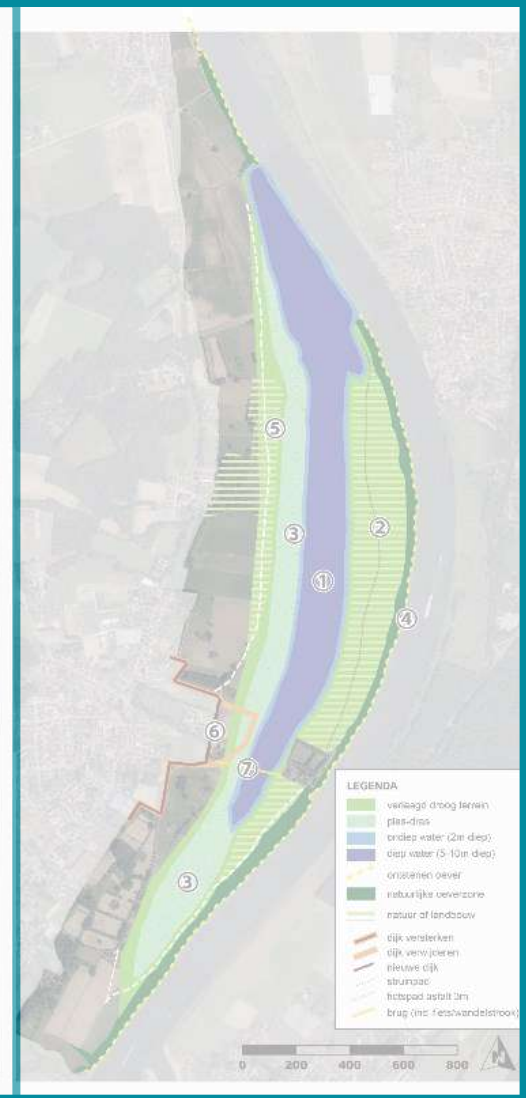 ⑤
③
②
①
④
⑥
⑦
③
LEGENDA
verlaagd droog terrein
plas-dras
ondiep water (2m diep)
diep water (5-10m diep)
ontstenen oever
natuurlijke oeverzone
natuur of landbouw
dijk versterken
dijk verwijderen
nieuwe dijk
struinpad
fietspad asfalt 3m
brug (incl fiets/wandelstrook)
0 200 400 600 800
N